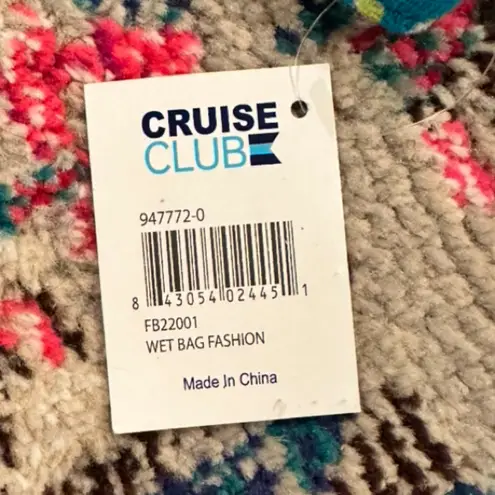 CRUISE
CLUB
947772-0
8 43054 02445 1
FB22001
WET BAG FASHION
Made In China